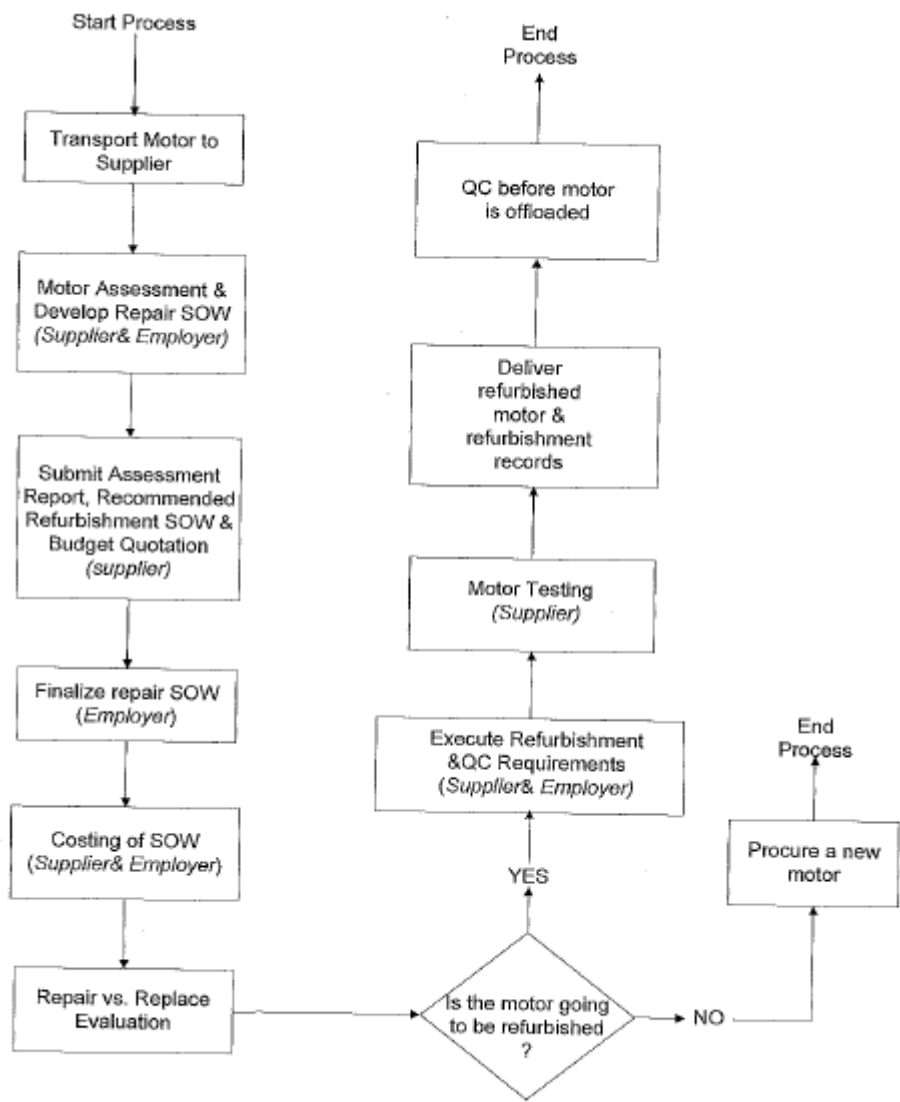 Start Process
Transport Motor to
Supplier
Motor Assessment &
Develop Repair SOW
(Supplier& Employer)
Submit Assessment
Report, Recommended
Refurbishment SOW &
Budget Quotation
(supplier)
Finalize repair SOW
(Employer)
Costing of SOW
(Supplier& Employer)
Repair vs. Replace
Evaluation
Is the motor going
to be refurbished
?
YES
Execute Refurbishment
&QC Requirements
(Supplier& Employer)
Motor Testing
(Supplier)
Deliver
refurbished
motor &
refurbishment
records
QC before motor
is offloaded
End
Process
NO
Procure a new
motor
End
Process